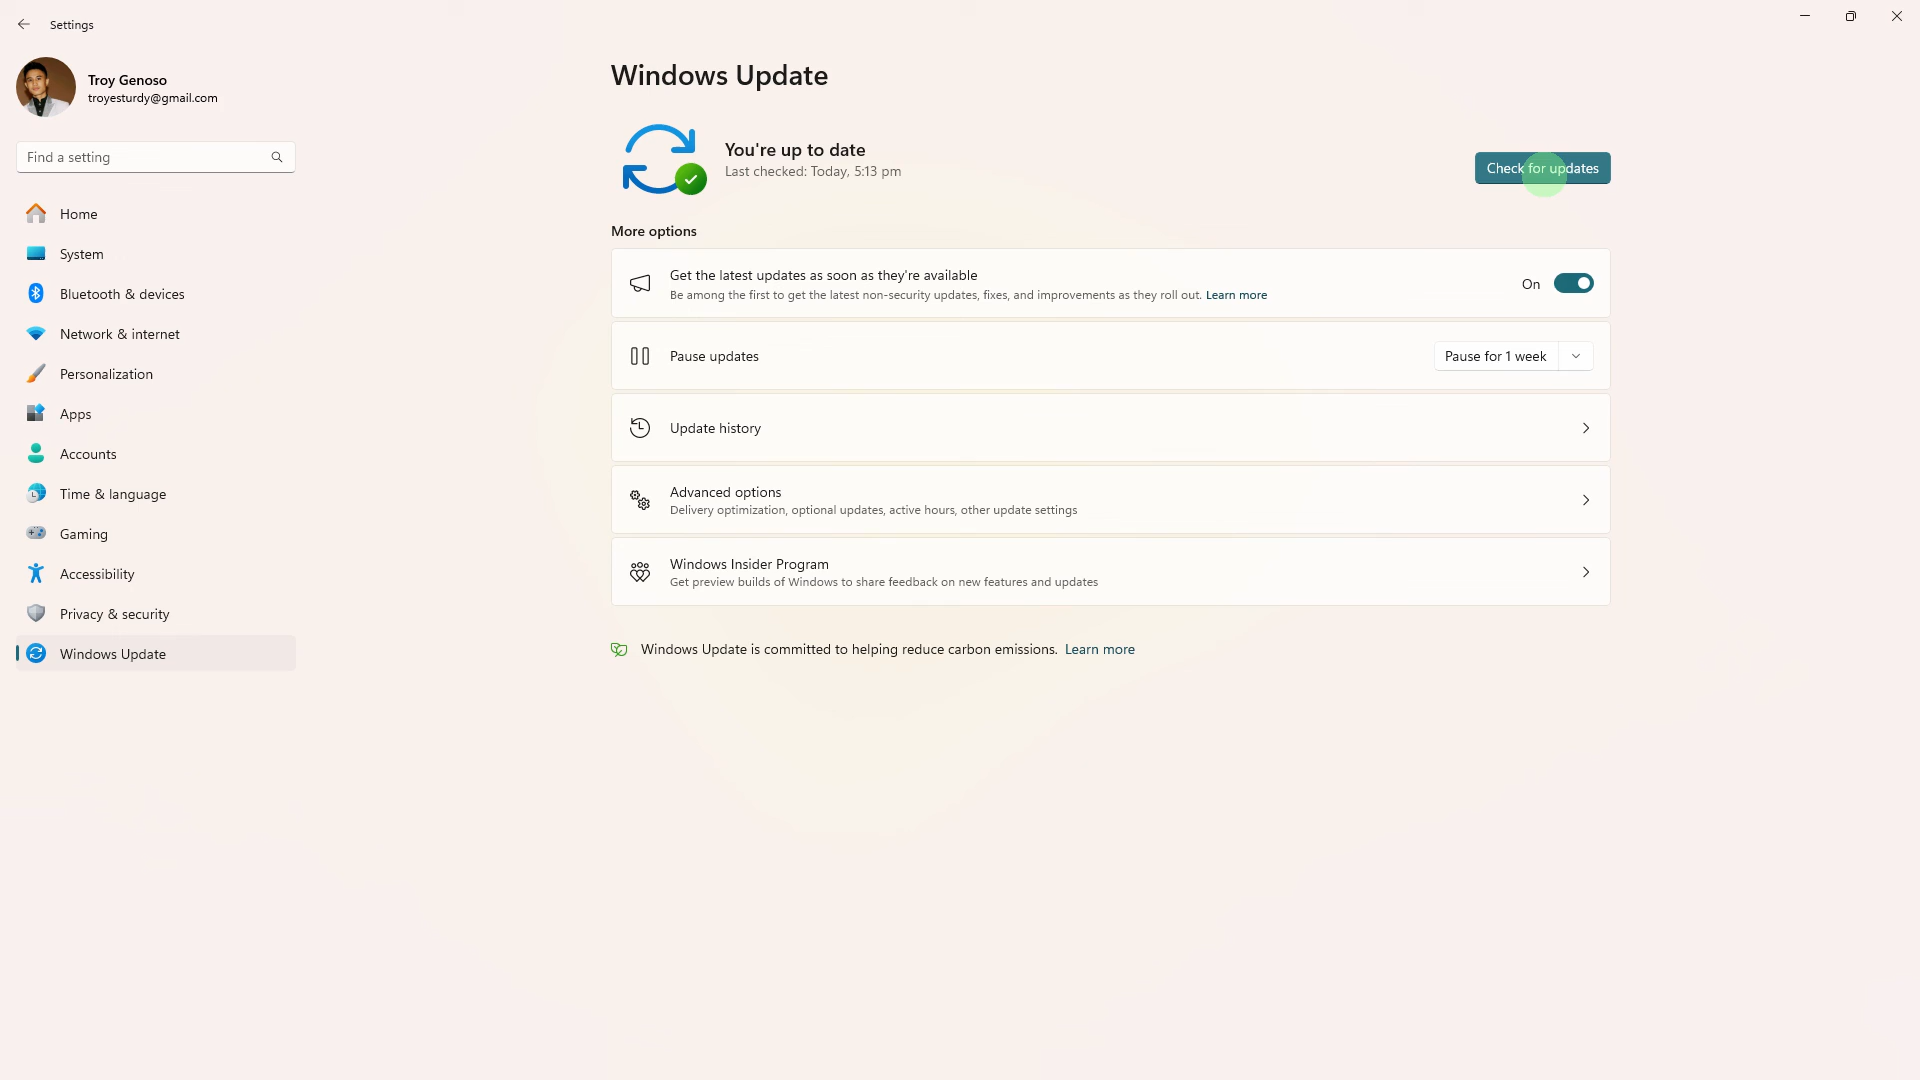 Settings
Troy Genoso
troyesturdy@gmail.com
Find a setting
Home
System
Bluetooth & devices
Network & internet
Personalization
Apps
Accounts
Time & language
Gaming
Accessibility
Privacy & security
Windows Update
Windows Update
You're up to date
Last checked: Today, 5:13 pm
Check for updates
More options
Get the latest updates as soon as they're available
Be among the first to get the latest non-security updates, fixes, and improvements as they roll out. Learn more
On
Pause updates
Pause for 1 week
Update history
Advanced options
Delivery optimization, optional updates, active hours, other update settings
Windows Insider Program
Get preview builds of Windows to share feedback on new features and updates
Windows Update is committed to helping reduce carbon emissions. Learn more